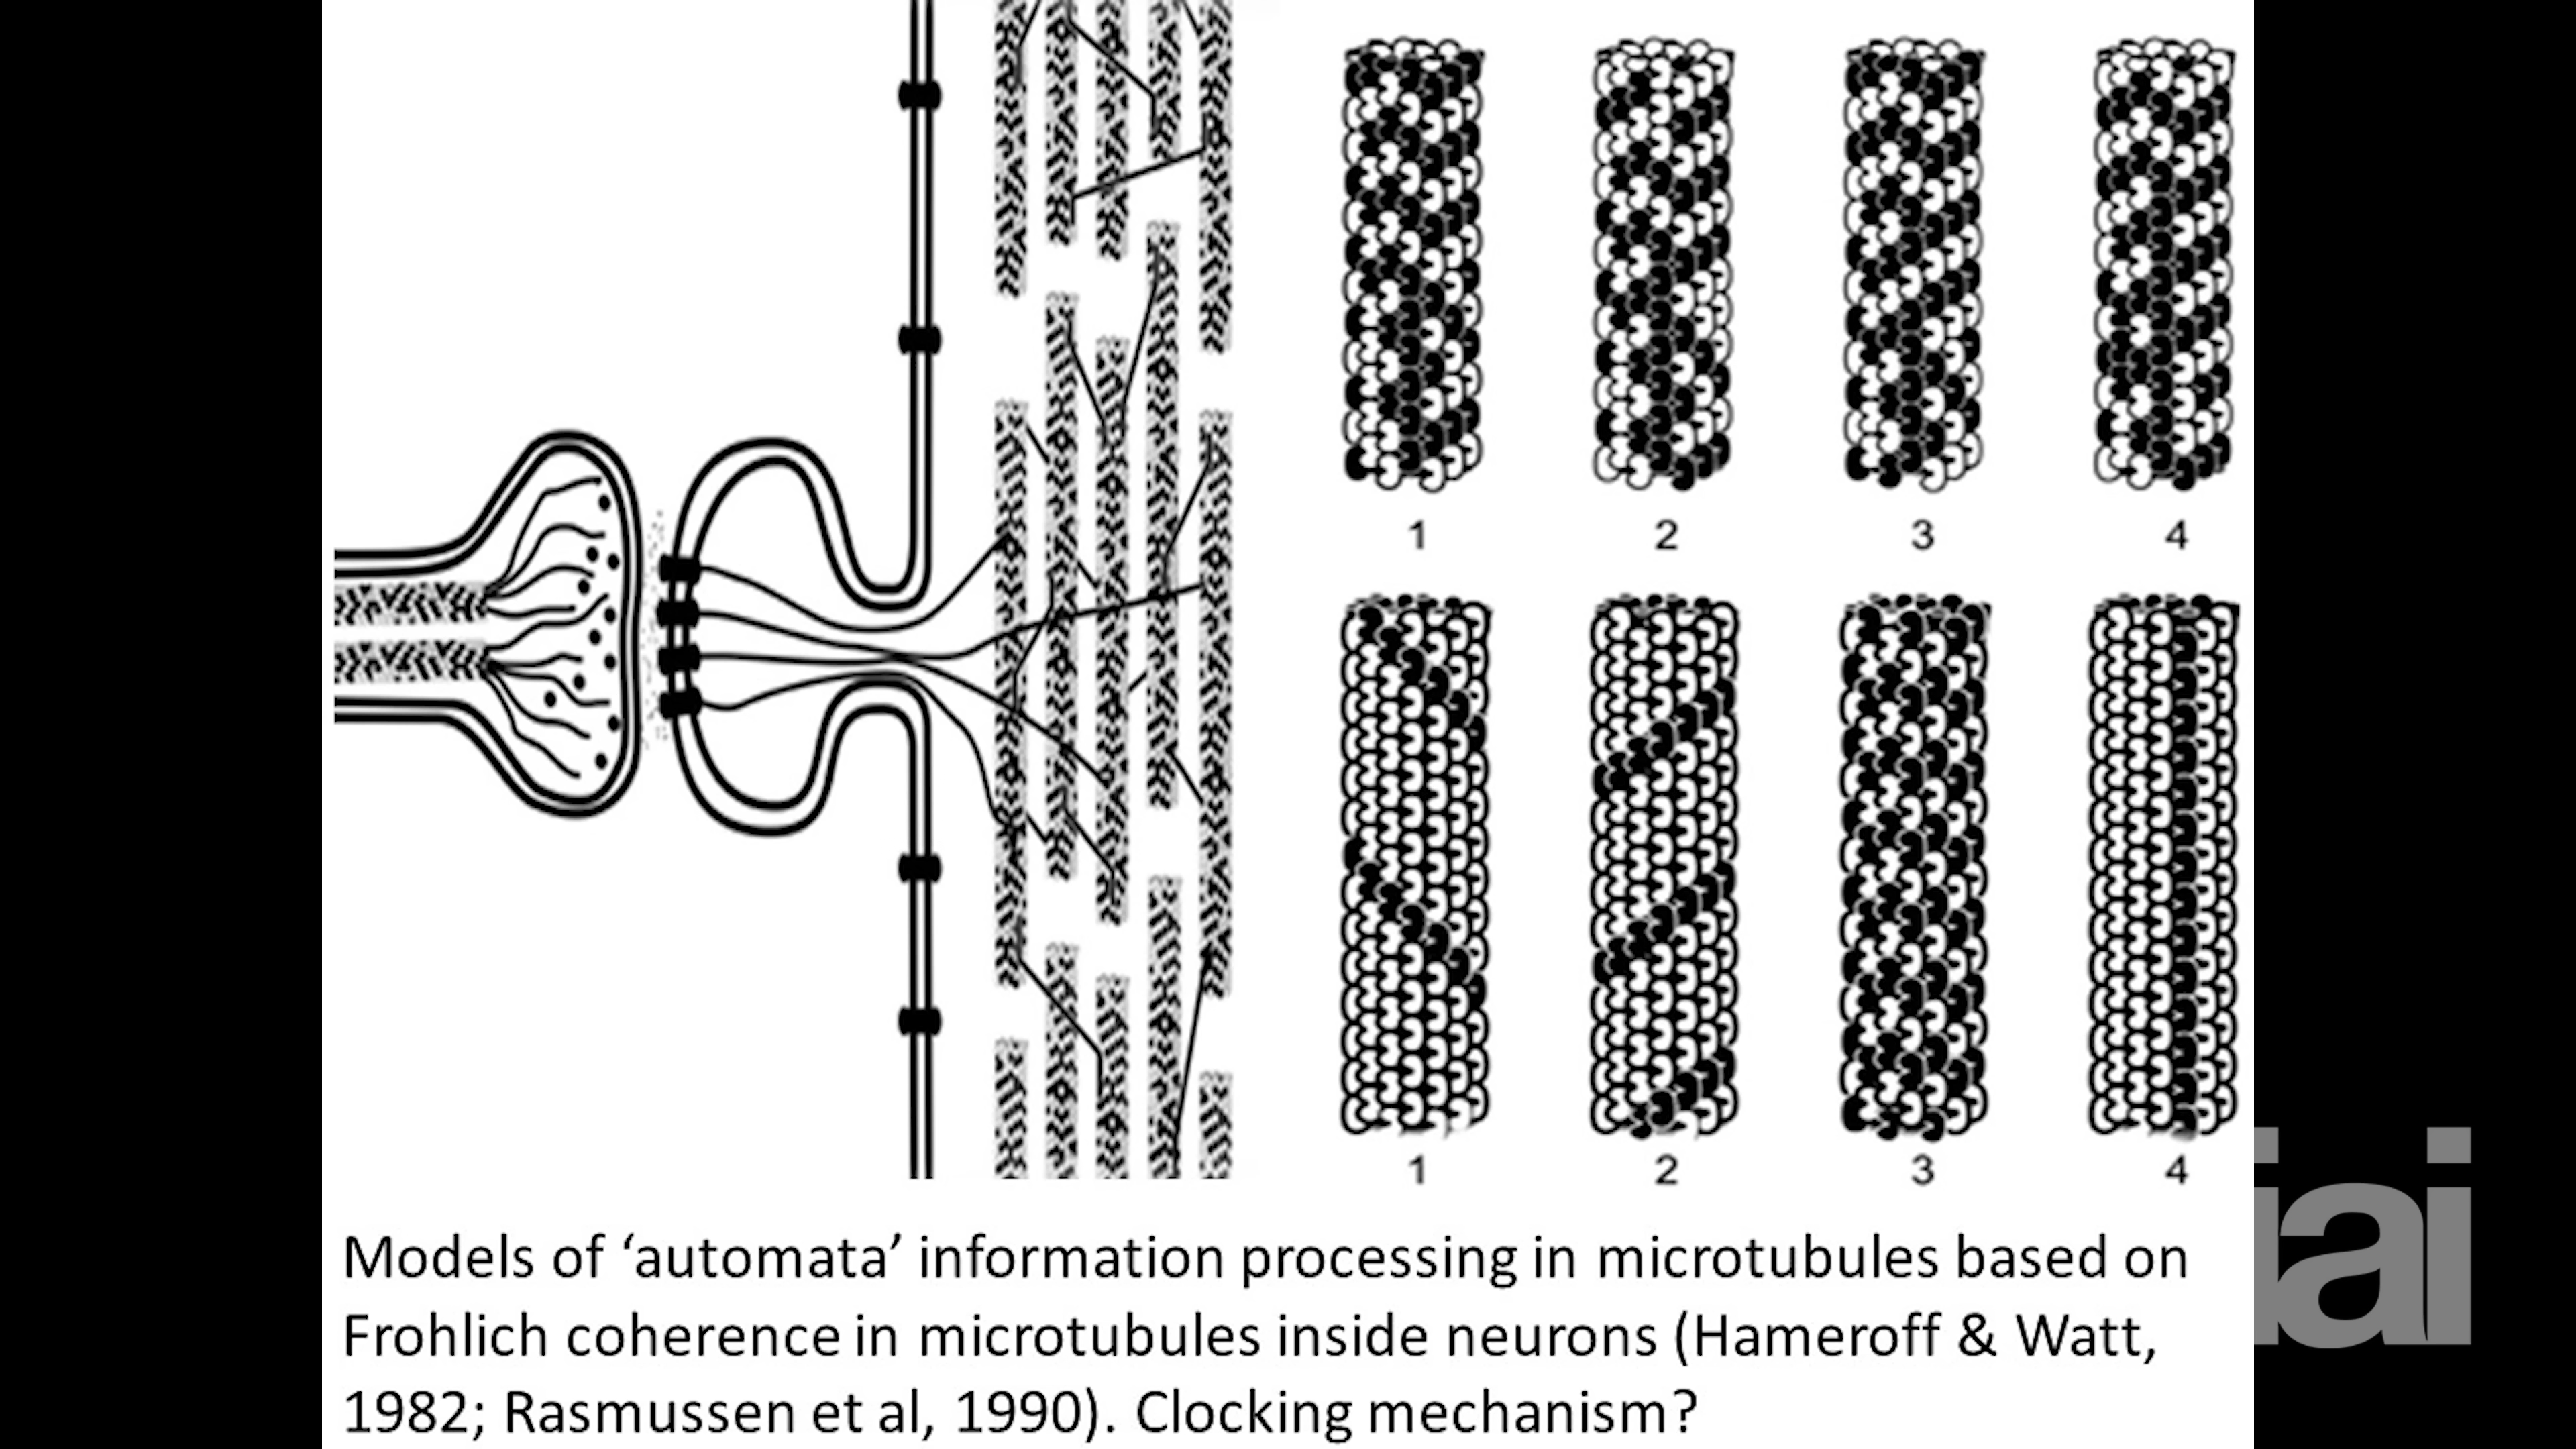 1 2 3 4
1 2 3 4
Models of ‘automata’ information processing in microtubules based on
Frohlich coherence in microtubules inside neurons (Hameroff & Watt,
1982; Rasmussen et al, 1990). Clocking mechanism?
iai